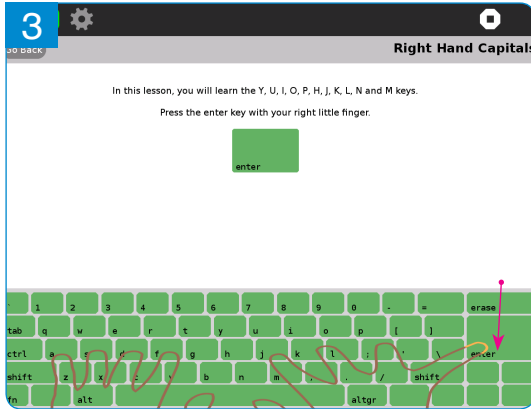 3
Go Back
Right Hand Capitals
In this lesson, you will learn the Y, U, I, O, P, H, J, K, L, N and M keys.
Press the enter key with your right little finger.
enter
1 2 3 4 5 6 7 8 9 0 - = erase
tab q w e r t y u i o p [ ]
ctrl a s d f g h j k l ; ' \ enter
shift z x c v b n m , . / shift
fn alt altgr